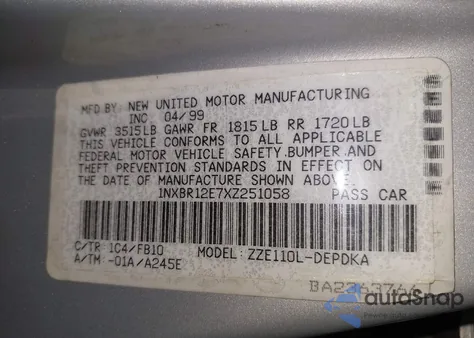 MFD. BY NEW UNITED MOTOR MANUFACTURING
INC 04/99
GVWR 3515LB GAWR FR 1815LB RR 1720LB
THIS VEHICLE CONFORMS TO ALL APPLICABLE
FEDERAL MOTOR VEHICLE SAFETY, BUMPER AND
THEFT PREVENTION STANDARDS IN EFFECT ON
THE DATE OF MANUFACTURE SHOWN ABOVE.
1NXBR12E7XZ251058 PASS CAR
C/TR: 1C4/FB10 MODEL: ZZE110L-DEPDKA
A/TM: -01A/A245E
autoSnap